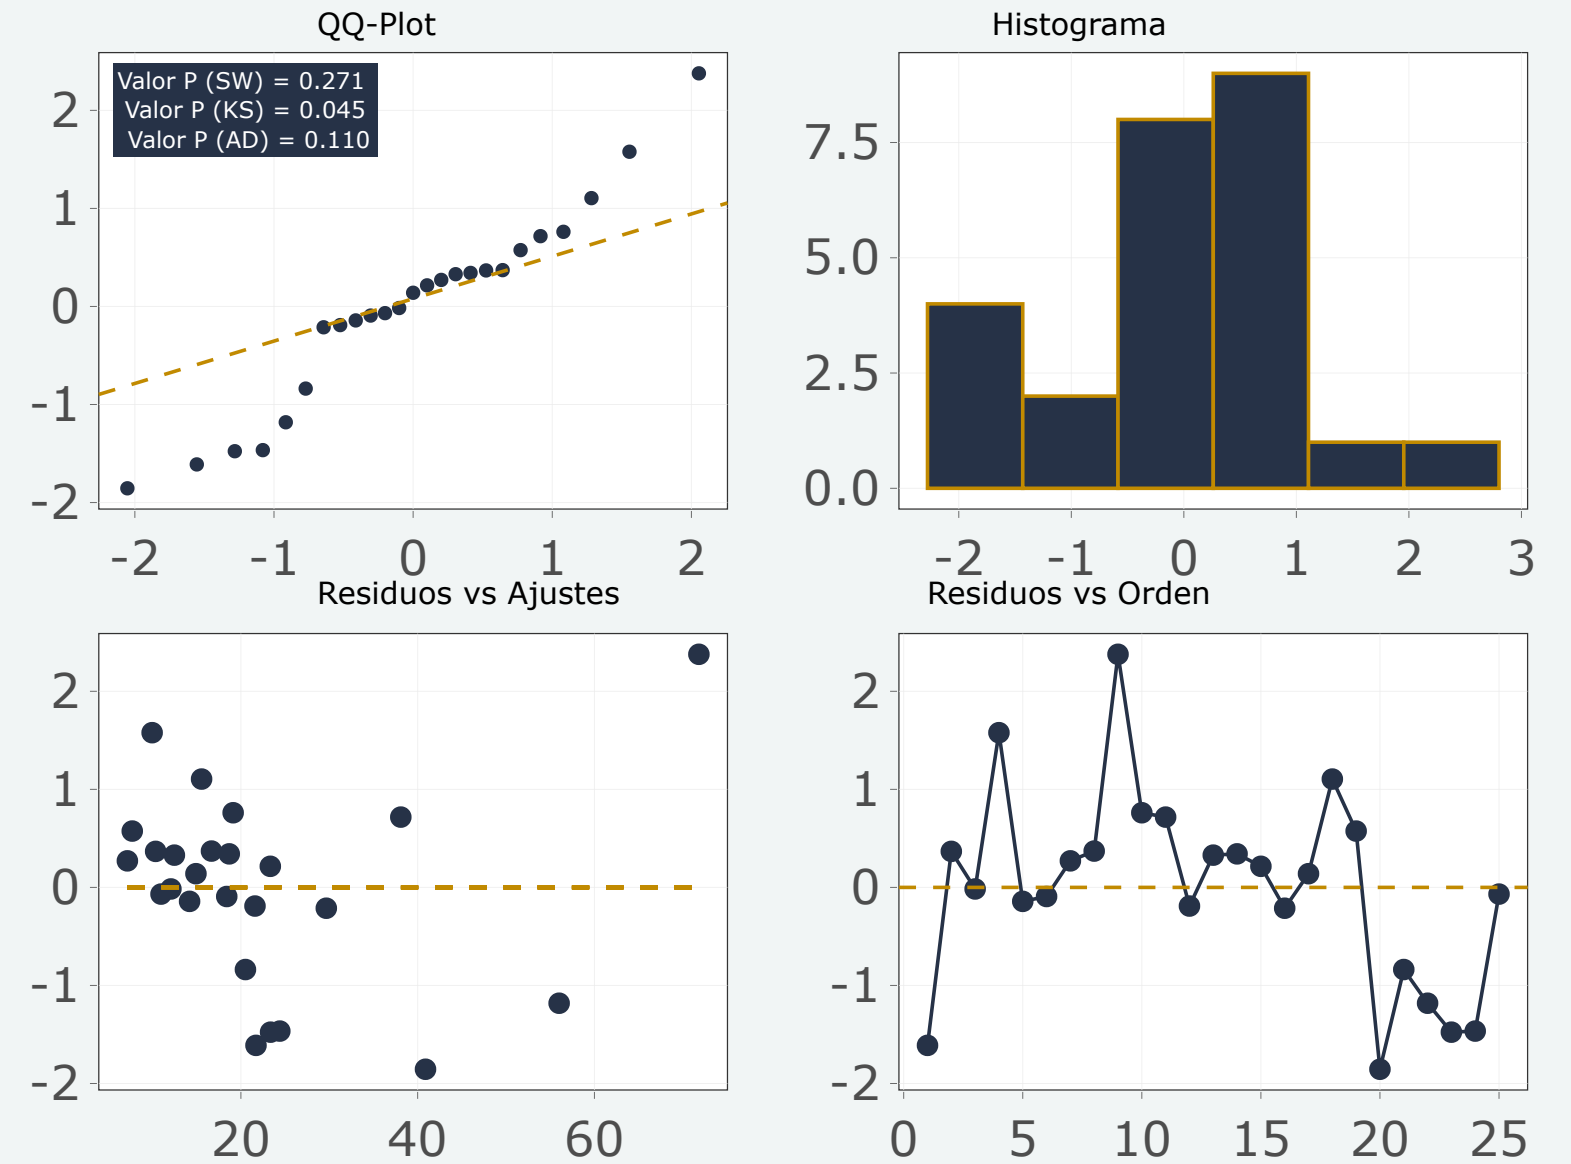 QQ-Plot
Valor P (SW) = 0.271
Valor P (KS) = 0.045
Valor P (AD) = 0.110
2
1
0
-1
-2
-2 -1 0 1 2
Histograma
7.5
5.0
2.5
0.0
-2 -1 0 1 2 3
Residuos vs Ajustes
2
1
0
-1
-2
20 40 60
Residuos vs Orden
2
1
0
-1
-2
0 5 10 15 20 25